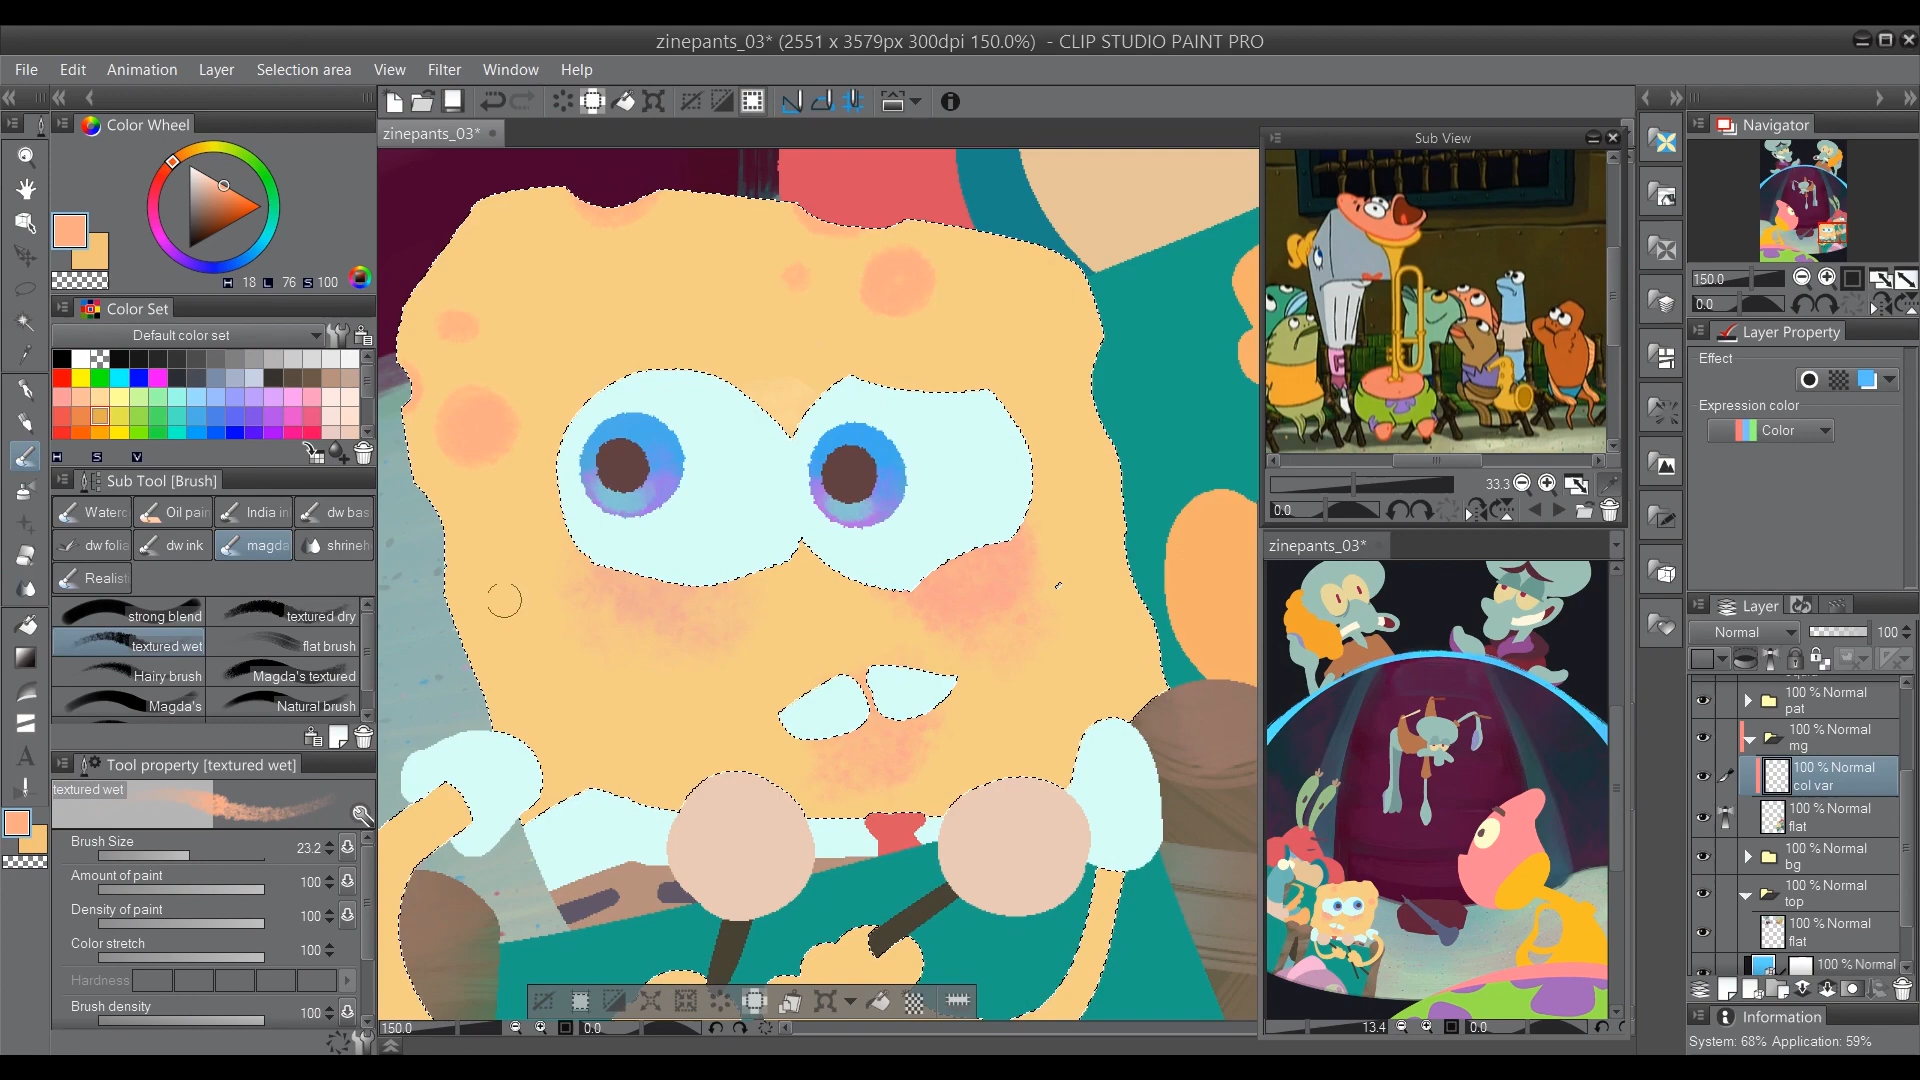 zinepants_03* (2551 x 3579px 300dpi 150.0%) - CLIP STUDIO PAINT PRO
File Edit Animation Layer Selection area View Filter Window Help
Color Wheel
H 18 L 76 S 100
Color Set
Default color set
H S V
Sub Tool [Brush]
Waterc Oil pain India in dw bas
dw folia dw ink magda shrineh
Realist
strong blend textured dry
textured wet flat brush
Hairy brush Magda's textured
Magda's Natural brush
Tool property [textured wet]
textured wet
Brush Size 23.2
Amount of paint 100
Density of paint 100
Color stretch 100
Hardness
Brush density 100
zinepants_03*
150.0 0.0
Sub View
33.3
0.0
zinepants_03*
13.4 0.0
Navigator
150.0
0.0
Layer Property
Effect
Expression color
Color
Layer
Normal 100
100 % Normal
pat
100 % Normal
mg
100 % Normal
col var
100 % Normal
flat
100 % Normal
bg
100 % Normal
top
100 % Normal
flat
100 % Normal
Information
System: 68% Application: 59%